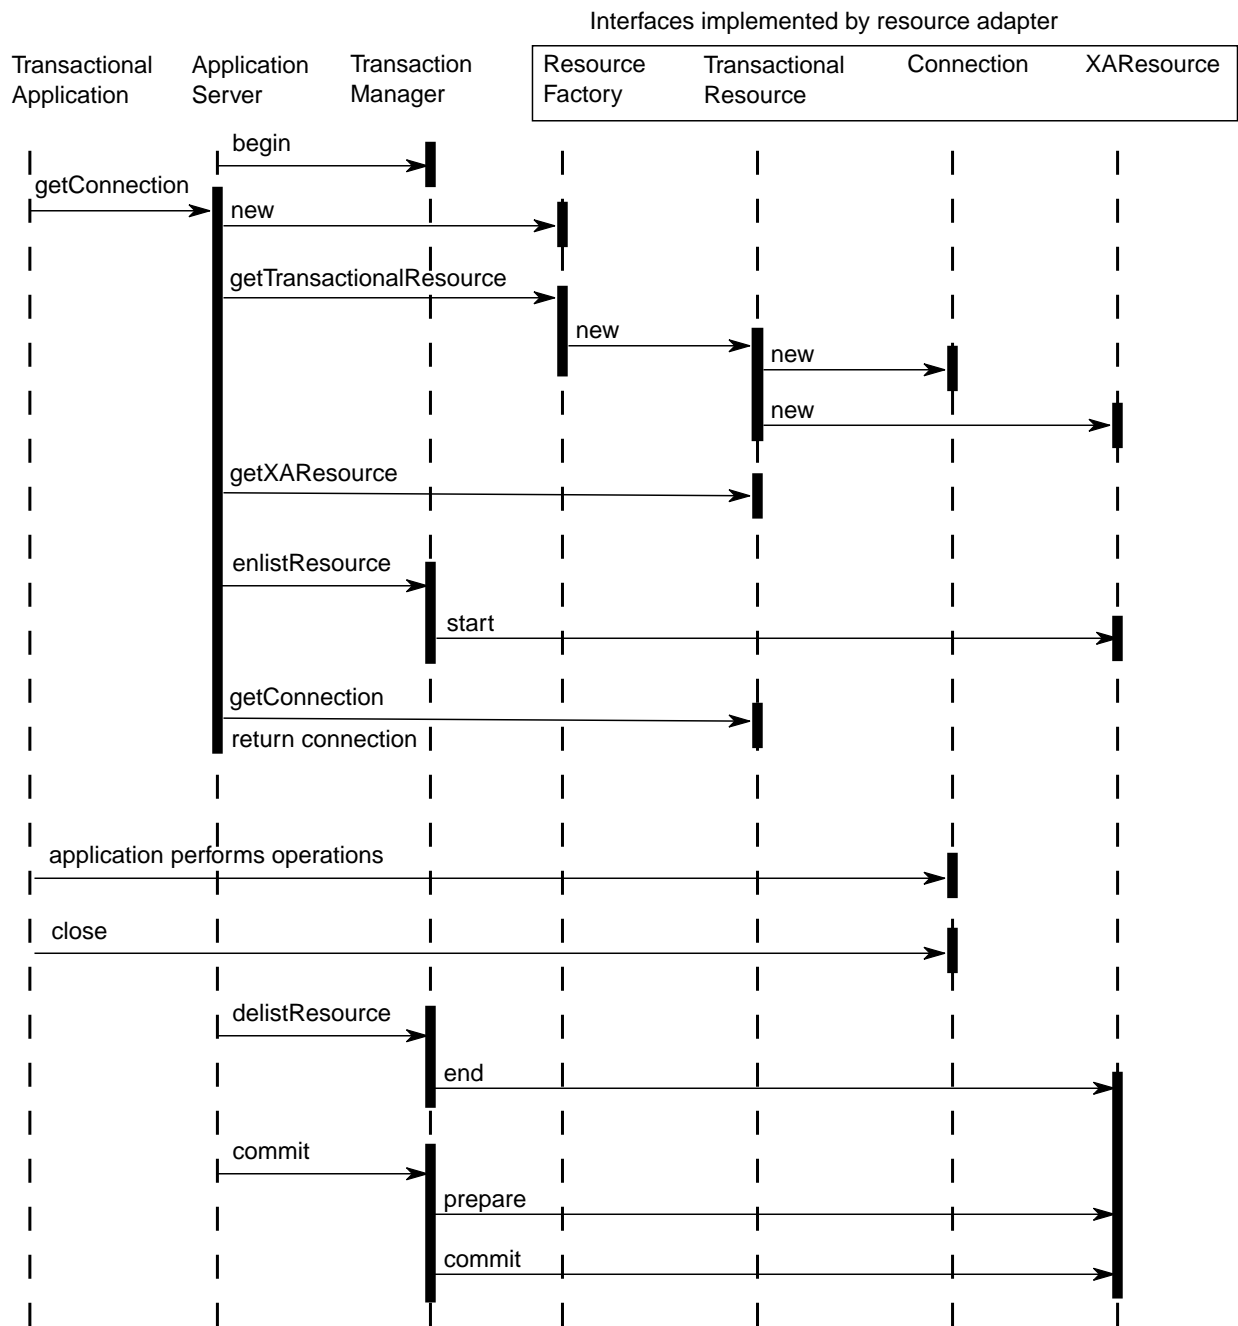 Interfaces implemented by resource adapter
Transactional
Application
Application
Server
Transaction
Manager
Resource
Factory
Transactional
Resource
Connection
XAResource
begin
getConnection
new
getTransactionalResource
new
new
new
getXAResource
enlistResource
start
getConnection
return connection
application performs operations
close
delistResource
end
commit
prepare
commit